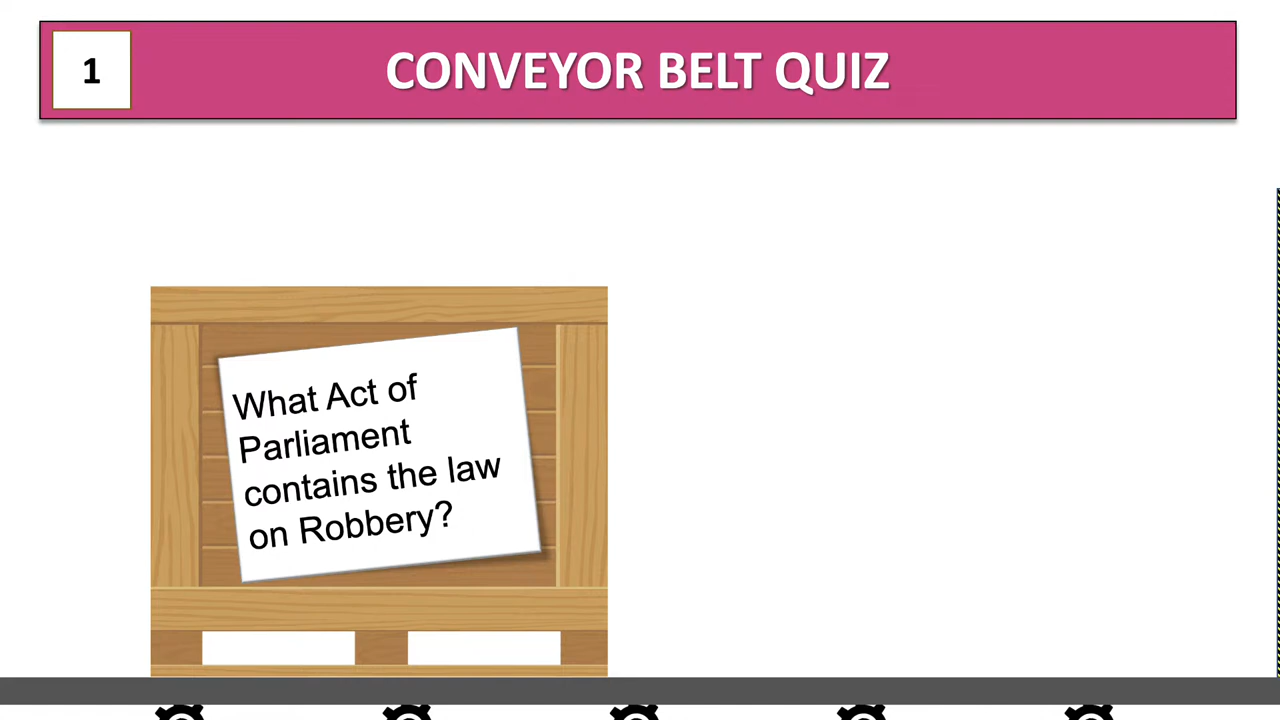 1
CONVEYOR BELT QUIZ
What Act of
Parliament
contains the law
on Robbery?